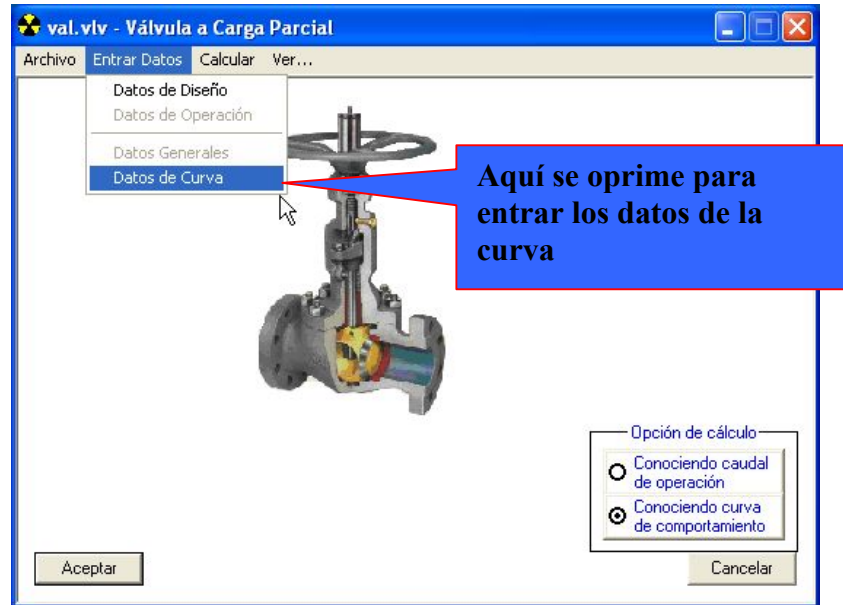 val.vlv - Válvula a Carga Parcial
Archivo Entrar Datos Calcular Ver...
Datos de Diseño
Datos de Operación
Datos Generales
Datos de Curva
Aquí se oprime para
entrar los datos de la
curva
Opción de cálculo
Conociendo caudal
de operación
Conociendo curva
de comportamiento
Aceptar
Cancelar